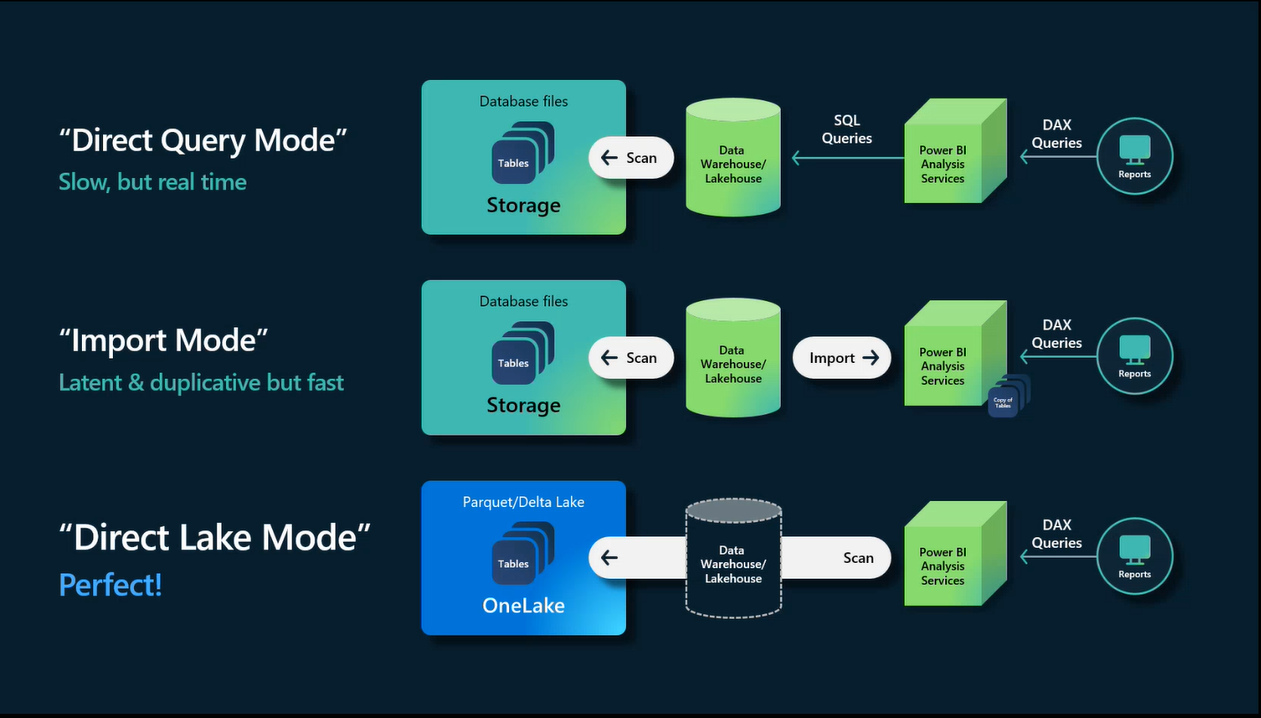 “Direct Query Mode”
Slow, but real time
Database files
Tables
Storage
Scan
Data
Warehouse/
Lakehouse
SQL
Queries
Power BI
Analysis
Services
DAX
Queries
Reports
“Import Mode”
Latent & duplicative but fast
Database files
Tables
Storage
Scan
Data
Warehouse/
Lakehouse
Import
Power BI
Analysis
Services
Copy of
Tables
DAX
Queries
Reports
“Direct Lake Mode”
Perfect!
Parquet/Delta Lake
Tables
OneLake
Data
Warehouse/
Lakehouse
Scan
Power BI
Analysis
Services
DAX
Queries
Reports